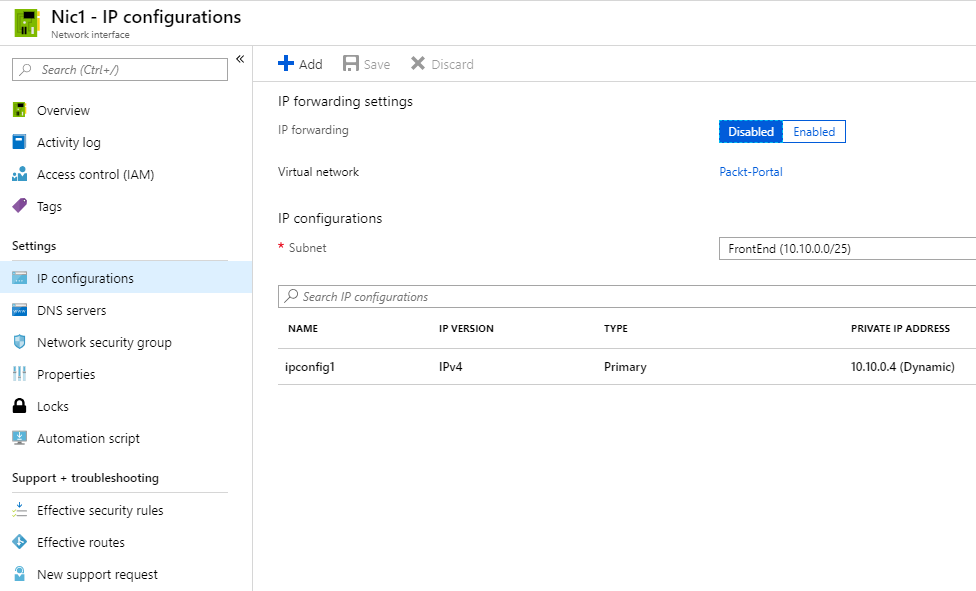 Nic1 - IP configurations
Network interface
Search (Ctrl+/)
«
Overview
Activity log
Access control (IAM)
Tags
Settings
IP configurations
DNS servers
Network security group
Properties
Locks
Automation script
Support + troubleshooting
Effective security rules
Effective routes
New support request
Add Save Discard
IP forwarding settings
IP forwarding Disabled Enabled
Virtual network Packt-Portal
IP configurations
* Subnet FrontEnd (10.10.0.0/25)
Search IP configurations
NAME IP VERSION TYPE PRIVATE IP ADDRESS
ipconfig1 IPv4 Primary 10.10.0.4 (Dynamic)